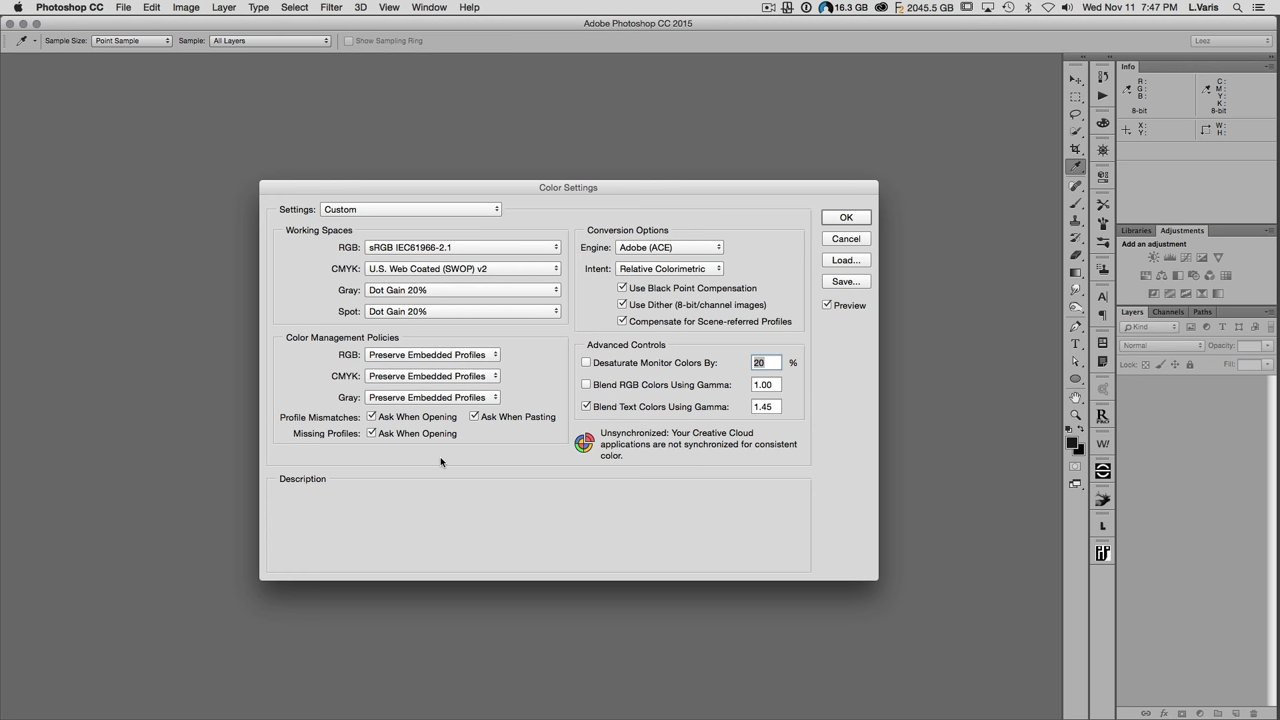 Photoshop CC File Edit Image Layer Type Select Filter 3D View Window Help 16.3 GB 2045.5 GB Wed Nov 11 7:47 PM L.Varis
Adobe Photoshop CC 2015
Sample Size: Point Sample Sample: All Layers Show Sampling Ring Leez
Info
R: G: B: 8-bit
C: M: Y: K: 8-bit
X: Y:
W: H:
Color Settings
Settings: Custom
Working Spaces
RGB: sRGB IEC61966-2.1
CMYK: U.S. Web Coated (SWOP) v2
Gray: Dot Gain 20%
Spot: Dot Gain 20%
Color Management Policies
RGB: Preserve Embedded Profiles
CMYK: Preserve Embedded Profiles
Gray: Preserve Embedded Profiles
Profile Mismatches: Ask When Opening Ask When Pasting
Missing Profiles: Ask When Opening
Conversion Options
Engine: Adobe (ACE)
Intent: Relative Colorimetric
Use Black Point Compensation
Use Dither (8-bit/channel images)
Compensate for Scene-referred Profiles
Advanced Controls
Desaturate Monitor Colors By: 20 %
Blend RGB Colors Using Gamma: 1.00
Blend Text Colors Using Gamma: 1.45
Unsynchronized: Your Creative Cloud
applications are not synchronized for consistent
color.
Description
OK
Cancel
Load...
Save...
Preview
Libraries Adjustments
Add an adjustment
Layers Channels Paths
Kind
Normal Opacity:
Lock: Fill: